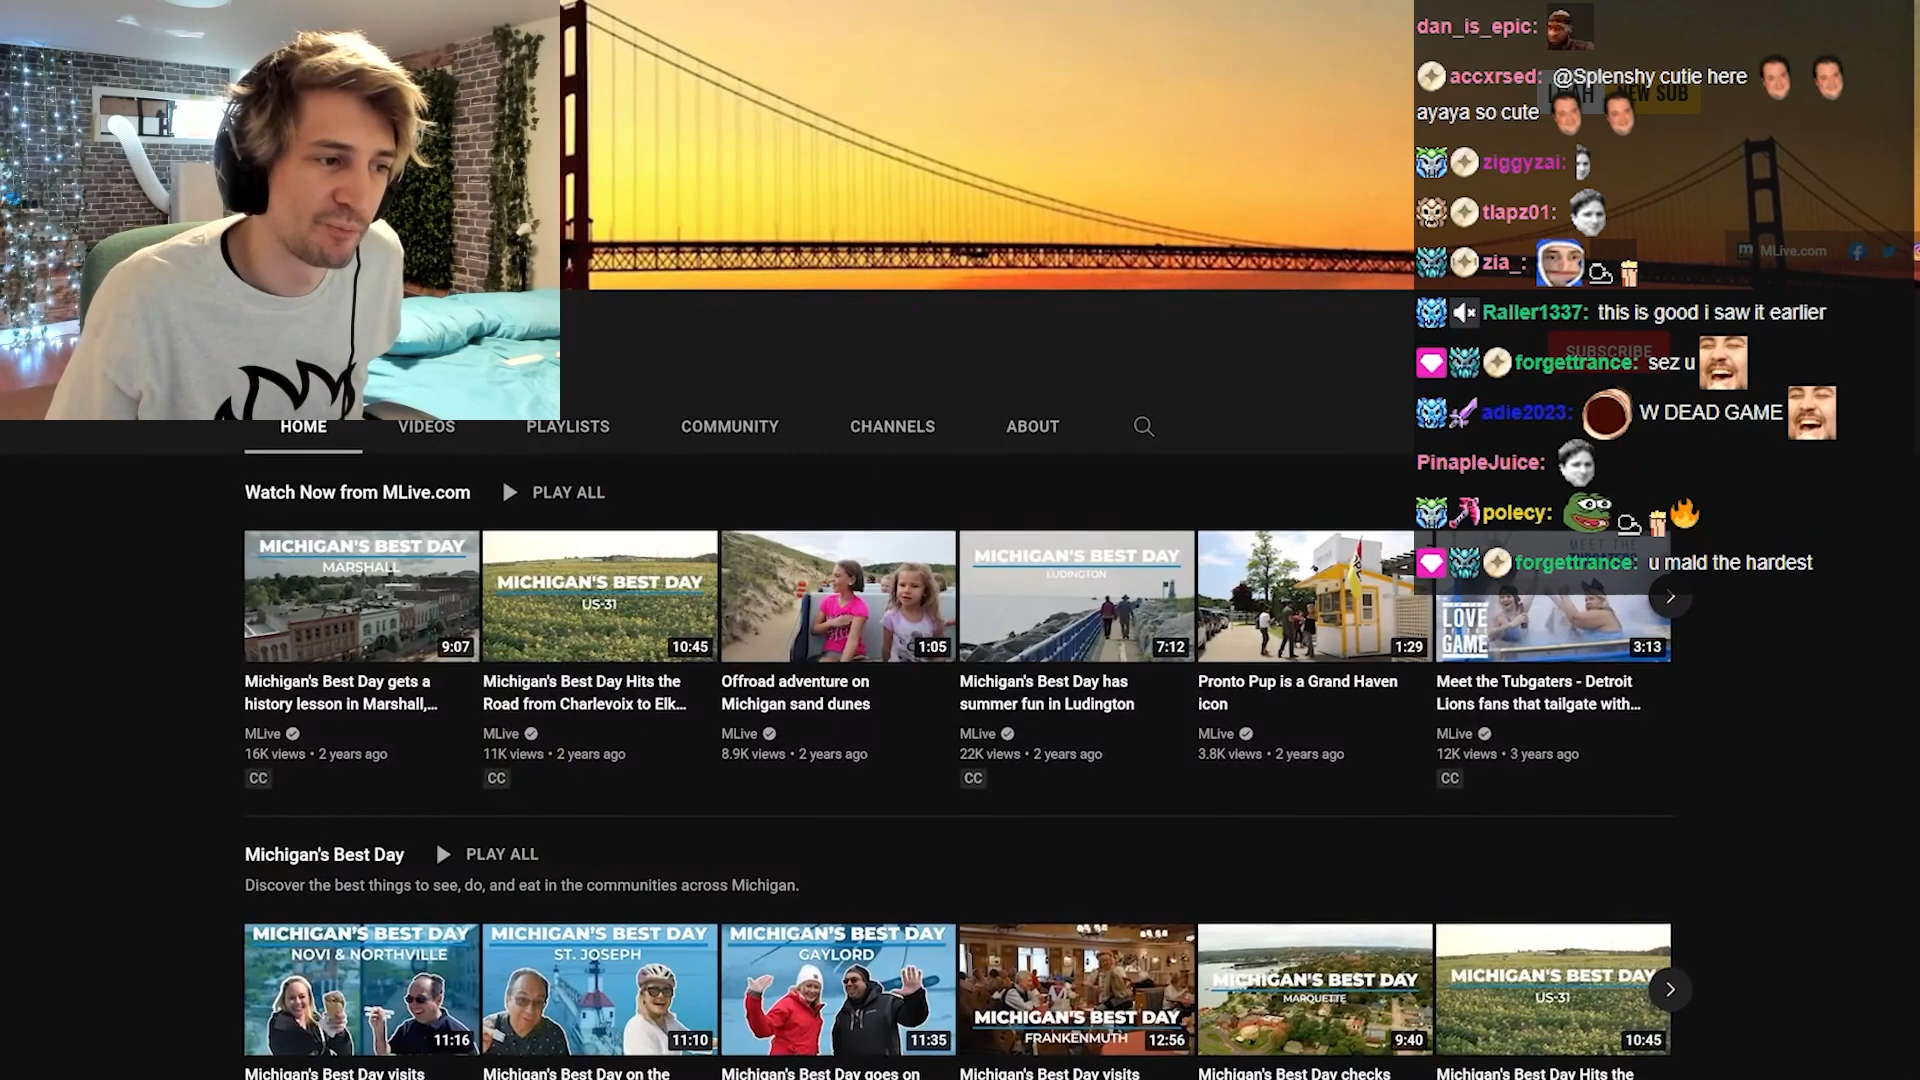 dan_is_epic:
accxrsed: @Splenshy cutie here
NEW SUB
ayaya so cute
ziggyzai:
tlapz01:
MLive.com
zia_:
Raller1337: this is good i saw it earlier
SUBSCRIBE
forgettrance: sez u
adie2023: W DEAD GAME
PinapleJuice:
polecy:
forgettrance: u mald the hardest
HOME VIDEOS PLAYLISTS COMMUNITY CHANNELS ABOUT
Watch Now from MLive.com PLAY ALL
MICHIGAN'S BEST DAY
MARSHALL
9:07
MICHIGAN'S BEST DAY
US-31
10:45
1:05
MICHIGAN'S BEST DAY
LUDINGTON
7:12
1:29
MEET THE
LOVE
GAME
3:13
Michigan's Best Day gets a
history lesson in Marshall,...
MLive
16K views • 2 years ago
CC
Michigan's Best Day Hits the
Road from Charlevoix to Elk...
MLive
11K views • 2 years ago
CC
Offroad adventure on
Michigan sand dunes
MLive
8.9K views • 2 years ago
Michigan's Best Day has
summer fun in Ludington
MLive
22K views • 2 years ago
CC
Pronto Pup is a Grand Haven
icon
MLive
3.8K views • 2 years ago
Meet the Tubgaters - Detroit
Lions fans that tailgate with...
MLive
12K views • 3 years ago
CC
Michigan's Best Day PLAY ALL
Discover the best things to see, do, and eat in the communities across Michigan.
MICHIGAN'S BEST DAY
NOVI & NORTHVILLE
11:16
MICHIGAN'S BEST DAY
ST. JOSEPH
11:10
MICHIGAN'S BEST DAY
GAYLORD
11:35
MICHIGAN'S BEST DAY
FRANKENMUTH
12:56
MICHIGAN'S BEST DAY
MARQUETTE
9:40
MICHIGAN'S BEST DAY
US-31
10:45
Michigan's Best Day visits
Michigan's Best Day on the
Michigan's Best Day goes on
Michigan's Best Day visits
Michigan's Best Day checks
Michigan's Best Day Hits the